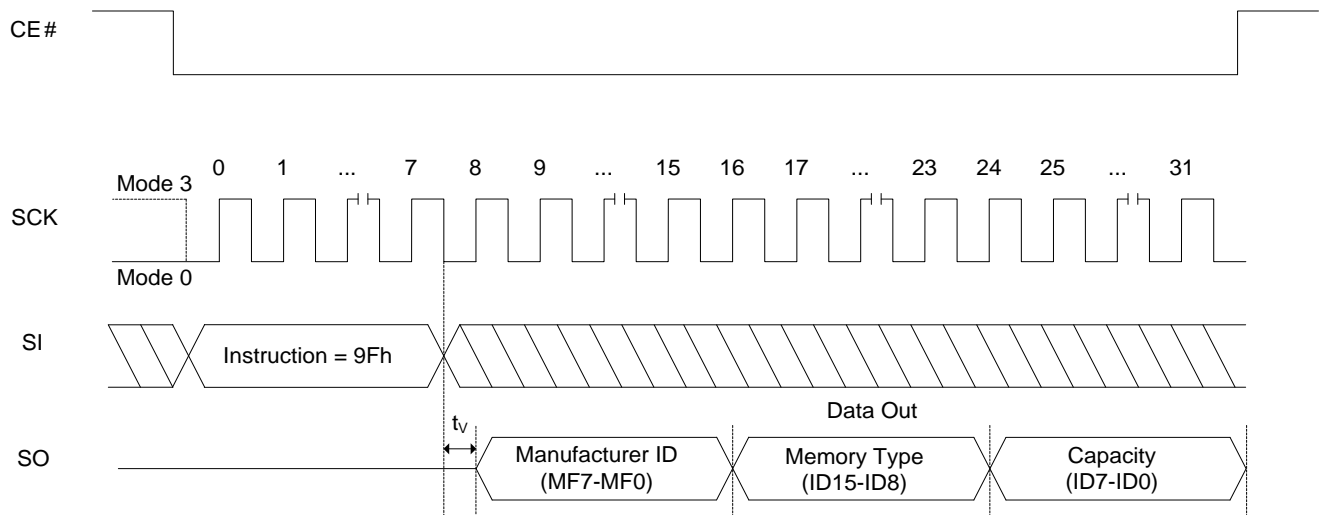 CE#
0 1 ... 7 8 9 ... 15 16 17 ... 23 24 25 ... 31
Mode 3
SCK
Mode 0
SI
Instruction = 9Fh
Data Out
tV
SO
Manufacturer ID
(MF7-MF0)
Memory Type
(ID15-ID8)
Capacity
(ID7-ID0)